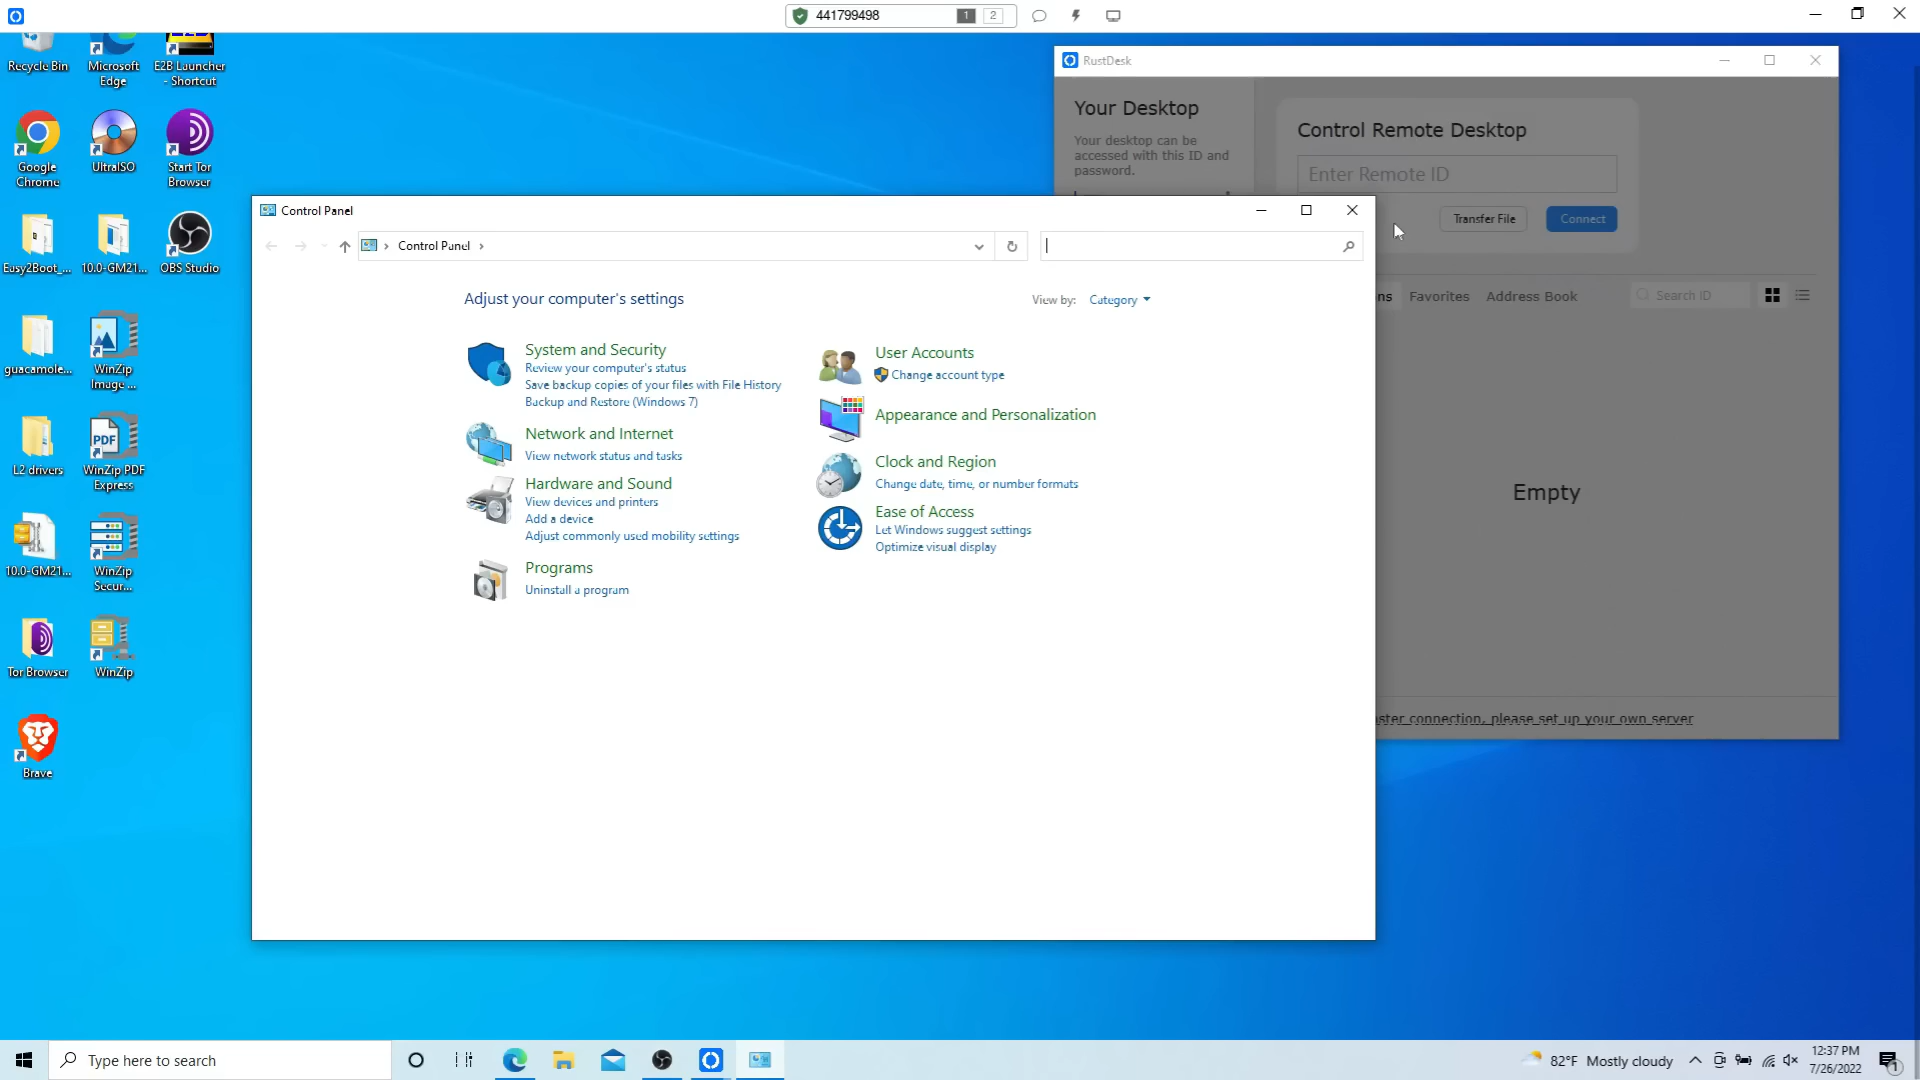 441799498
1
2
Recycle Bin
Microsoft
Edge
E2B Launcher
- Shortcut
Google
Chrome
UltraISO
Start Tor
Browser
Easy2Boot_...
10.0-GM21...
OBS Studio
guacamole...
WinZip
Image ...
L2 drivers
PDF
WinZip PDF
Express
10.0-GM21...
WinZip
Secur...
Tor Browser
WinZip
Brave
RustDesk
Your Desktop
Your desktop can be
accessed with this ID and
password.
Control Remote Desktop
Enter Remote ID
Transfer File
Connect
ns
Favorites
Address Book
Search ID
Empty
ster connection, please set up your own server
Control Panel
Control Panel
Adjust your computer's settings
View by:
Category
System and Security
Review your computer's status
Save backup copies of your files with File History
Backup and Restore (Windows 7)
Network and Internet
View network status and tasks
Hardware and Sound
View devices and printers
Add a device
Adjust commonly used mobility settings
Programs
Uninstall a program
User Accounts
Change account type
Appearance and Personalization
Clock and Region
Change date, time, or number formats
Ease of Access
Let Windows suggest settings
Optimize visual display
Type here to search
82°F Mostly cloudy
12:37 PM
7/26/2022
1